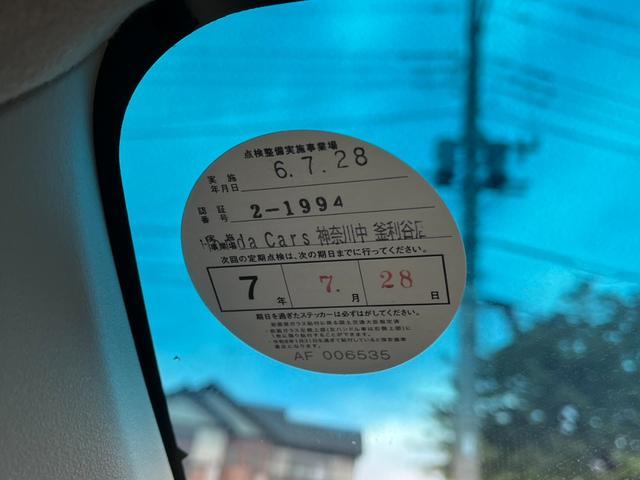 点検整備実施事業場
実施年月日 6.7.28
認証番号 2-1994
da Cars 神奈川中 釜利谷店
次回の定期点検は、次の期日までに行ってください。
7年 7.月 28日
期日を過ぎたステッカーは必ずはがしてください。
AF 006535